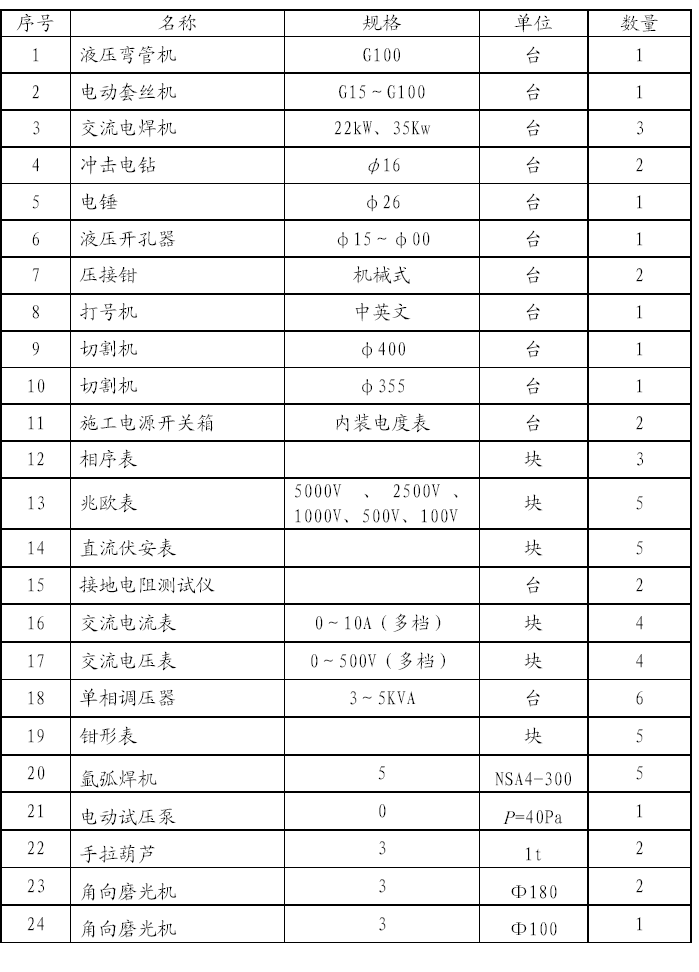 序号 名称 规格 单位 数量
1 液压弯管机 G100 台 1
2 电动套丝机 G15～G100 台 1
3 交流电焊机 22kW、35Kw 台 3
4 冲击电钻 φ16 台 2
5 电锤 φ26 台 1
6 液压开孔器 φ15～φ00 台 1
7 压接钳 机械式 台 2
8 打号机 中英文 台 1
9 切割机 φ400 台 1
10 切割机 φ355 台 1
11 施工电源开关箱 内装电度表 台 2
12 相序表 块 3
13 兆欧表 5000V 、 2500V 、 块 5
1000V、500V、100V
14 直流伏安表 块 5
15 接地电阻测试仪 台 2
16 交流电流表 0～10A（多档） 块 4
17 交流电压表 0～500V（多档） 块 4
18 单相调压器 3～5KVA 台 6
19 钳形表 块 5
20 氩弧焊机 5 NSA4-300 5
21 电动试压泵 0 P=40Pa 1
22 手拉葫芦 3 1t 2
23 角向磨光机 3 Φ180 2
24 角向磨光机 3 Φ100 1